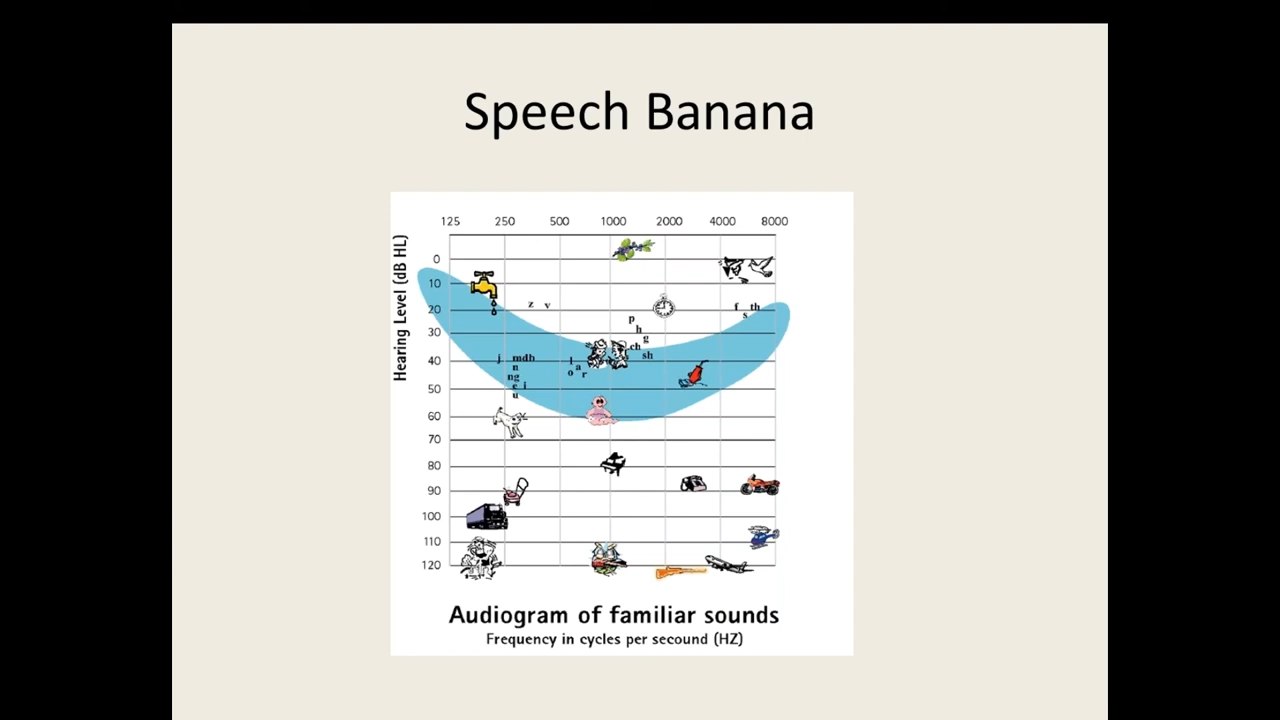 Speech Banana
125 250 500 1000 2000 4000 8000
Hearing Level (dB HL)
0
10
20
z v
f th
s
30
p
h
g
ch
sh
40
j mdb
n
ng
e i
u
l
a
o r
50
60
70
80
90
100
110
120
Audiogram of familiar sounds
Frequency in cycles per secound (HZ)